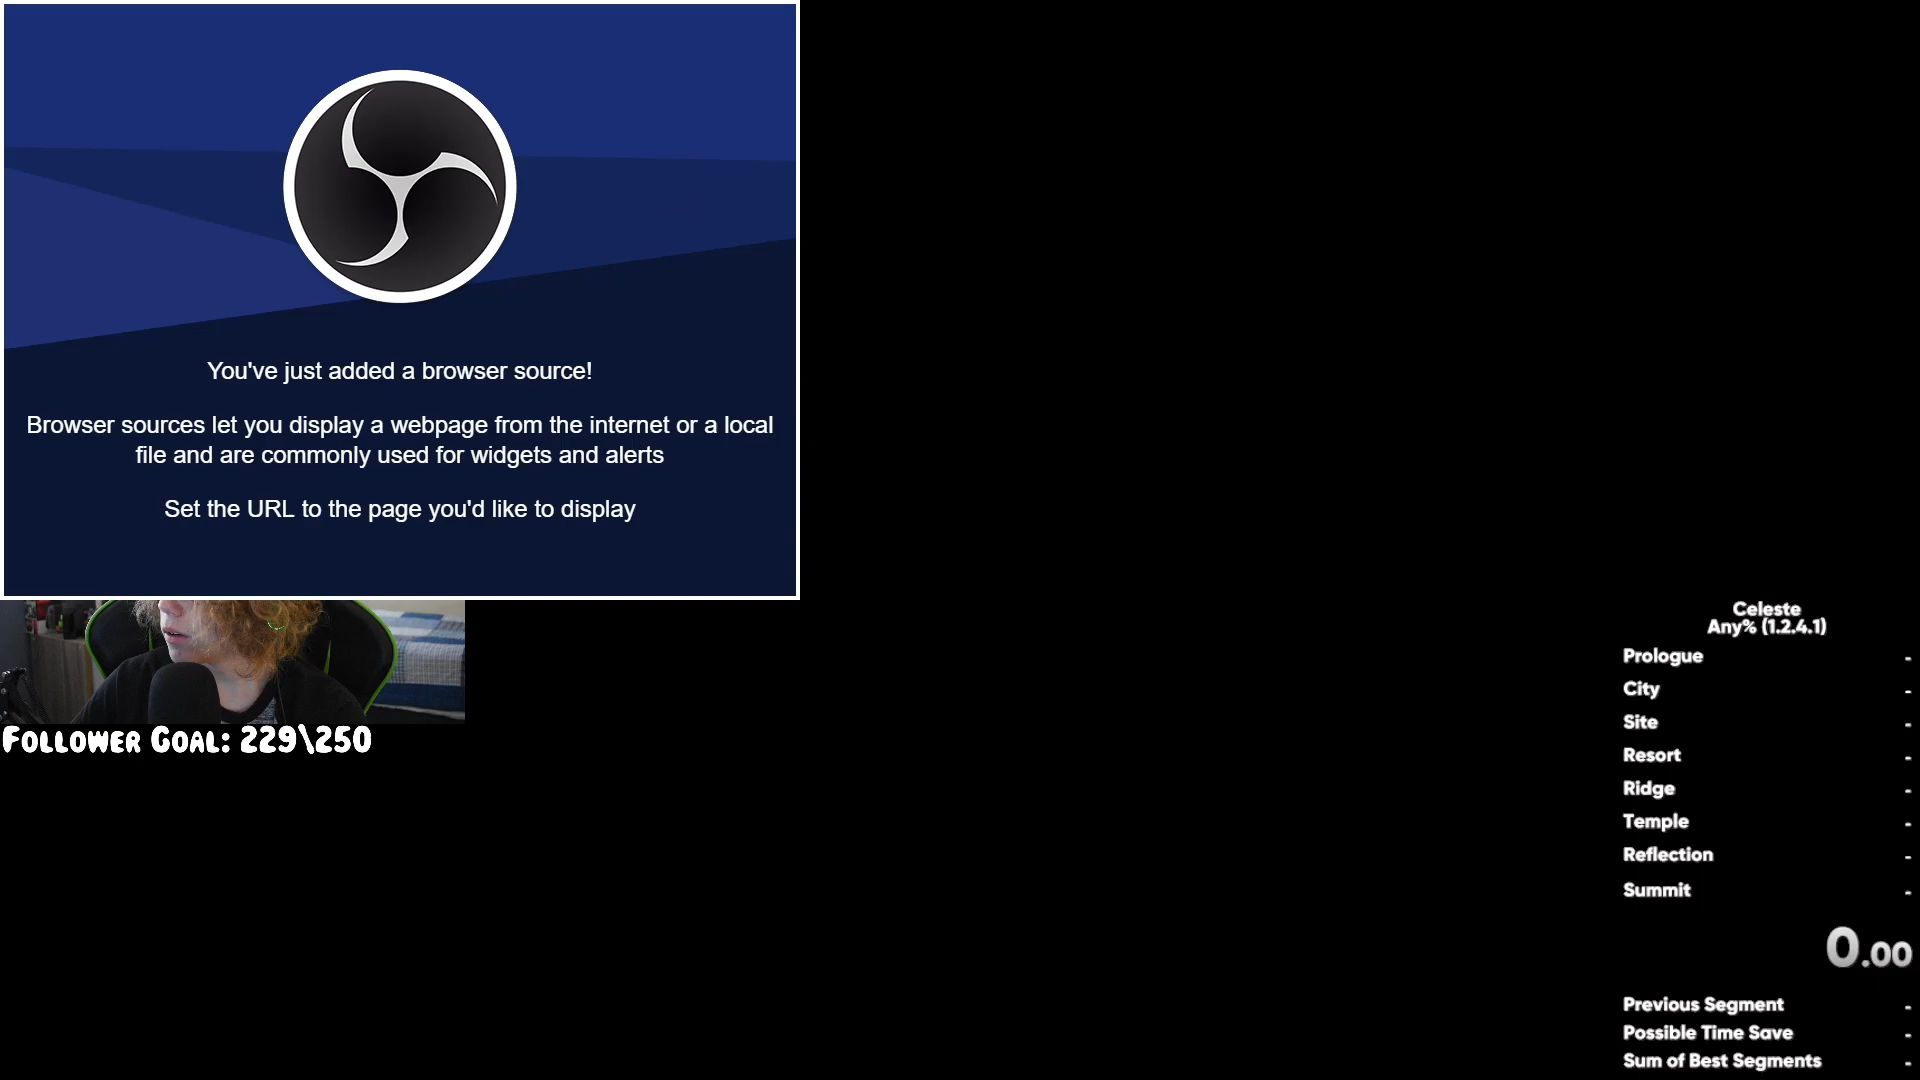 You've just added a browser source!
Browser sources let you display a webpage from the internet or a local
file and are commonly used for widgets and alerts
Set the URL to the page you'd like to display
Follower Goal: 229\250
Celeste
Any% (1.2.4.1)
Prologue -
City -
Site -
Resort -
Ridge -
Temple -
Reflection -
Summit -
0.00
Previous Segment -
Possible Time Save -
Sum of Best Segments -